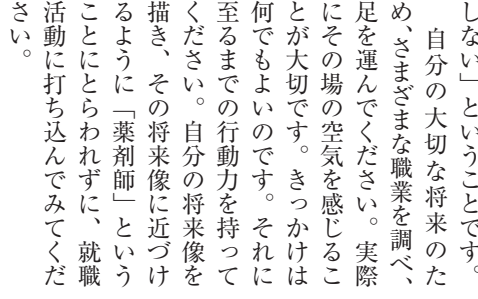 しない」ということです。
自分の大切な将来のた
め、さまざまな職業を調べ、
足を運んでください。実際
にその場の空気を感じるこ
とが大切です。きっかけは
何でもよいのです。それに
至るまでの行動力を持って
ください。自分の将来像を
描き、その将来像に近づけ
るように「薬剤師」という
ことにとらわれずに、就職
活動に打ち込んでみてくだ
さい。